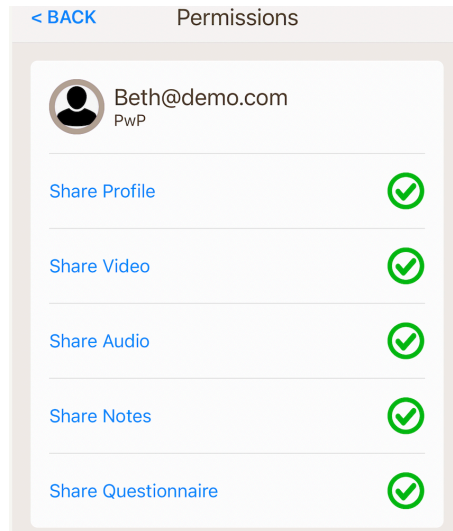 < BACK Permissions
Beth@demo.com
PwP
Share Profile
Share Video
Share Audio
Share Notes
Share Questionnaire